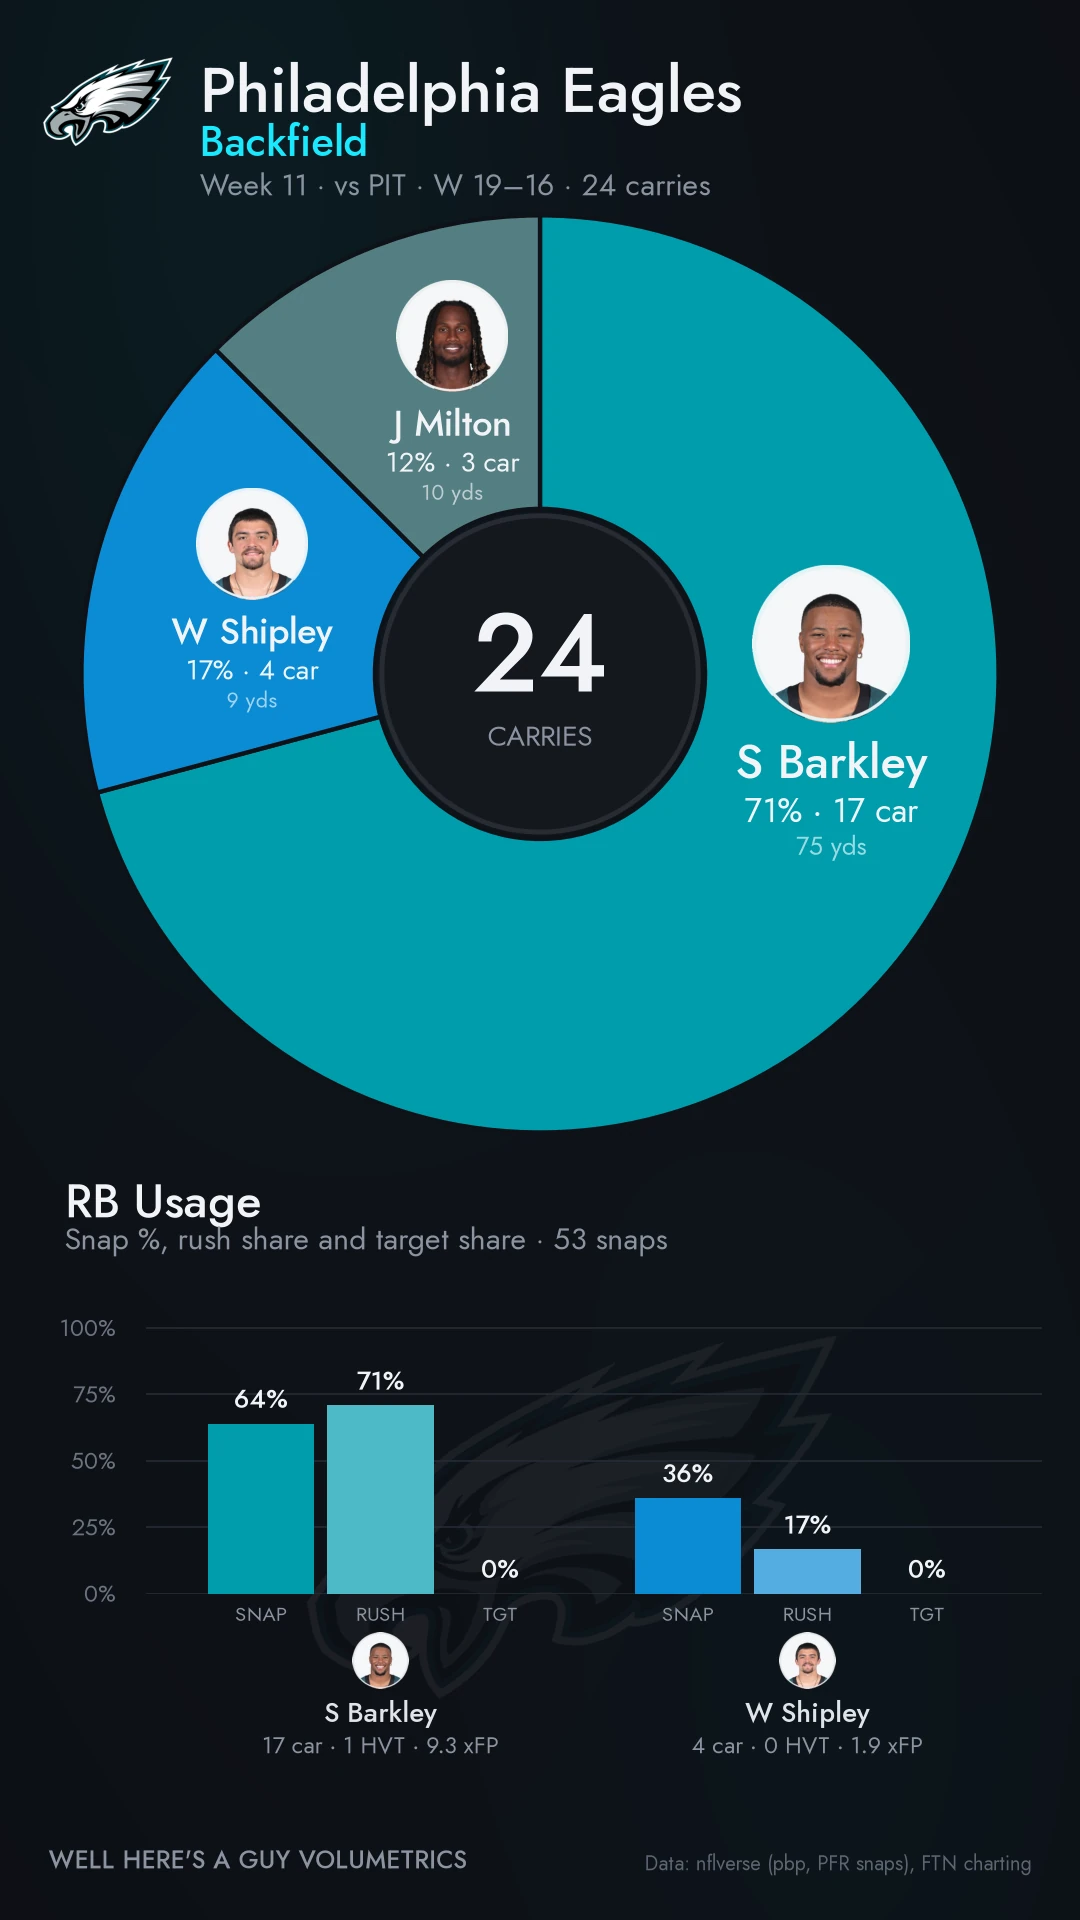 Philadelphia Eagles
Backfield
Week 11 · vs PIT · W 19–16 · 24 carries
J Milton
12% · 3 car
10 yds
W Shipley
17% · 4 car
9 yds
24
CARRIES
S Barkley
71% · 17 car
75 yds
RB Usage
Snap %, rush share and target share · 53 snaps
100%
75%
50%
25%
0%
64%
71%
0%
36%
17%
0%
SNAP RUSH TGT SNAP RUSH TGT
S Barkley
17 car · 1 HVT · 9.3 xFP
W Shipley
4 car · 0 HVT · 1.9 xFP
WELL HERE'S A GUY VOLUMETRICS
Data: nflverse (pbp, PFR snaps), FTN charting